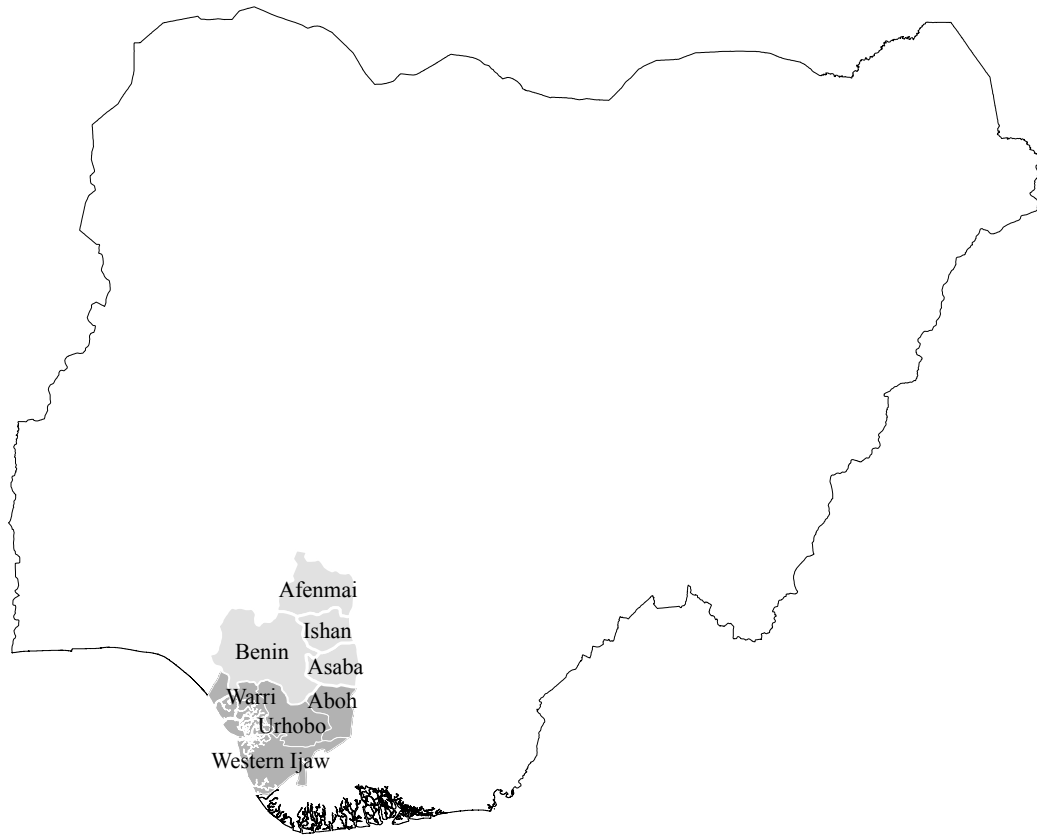 Afenmai
Ishan
Benin
Asaba
Warri
Aboh
Urhobo
Western Ijaw